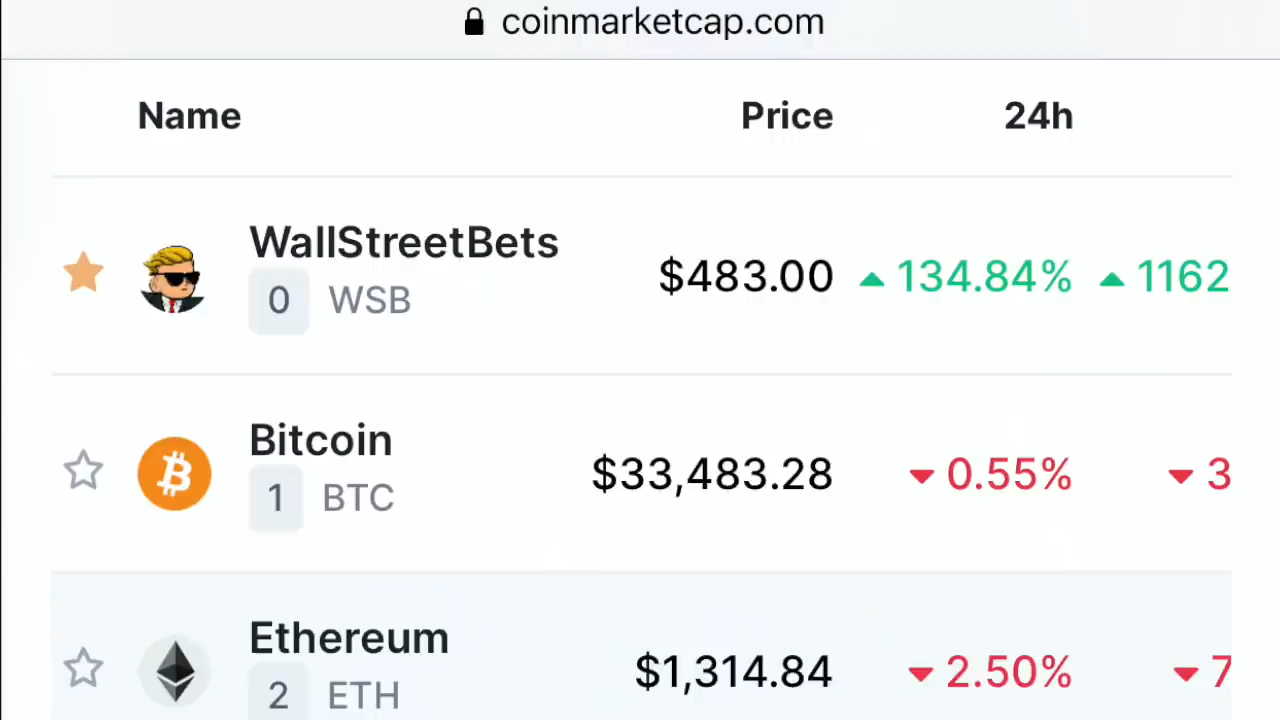 coinmarketcap.com
Name Price 24h
WallStreetBets
0 WSB $483.00 134.84% 1162
Bitcoin
1 BTC $33,483.28 0.55% 3
Ethereum
2 ETH $1,314.84 2.50% 7